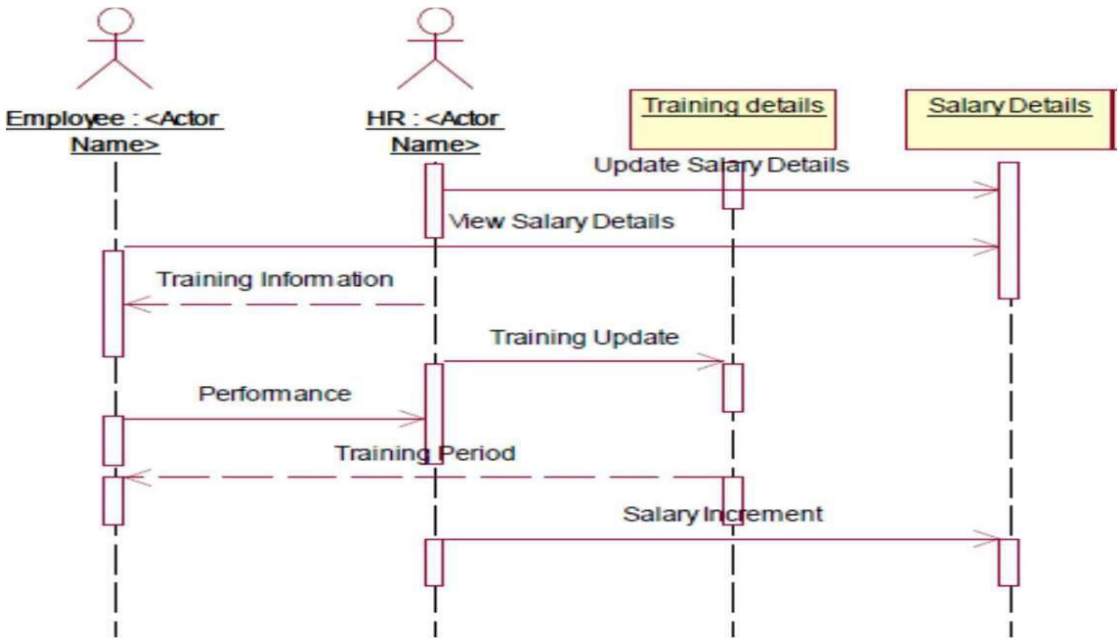 Employee : <Actor
Name>
HR : <Actor
Name>
Training details
Salary Details
Update Salary Details
View Salary Details
Training Information
Training Update
Performance
Training Period
Salary Increment